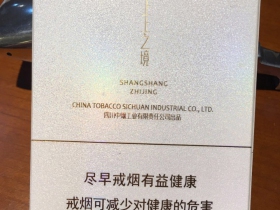 之
境
SHANGSHANG
ZHIJING
CHINA TOBACCO SICHUAN INDUSTRIAL CO., LTD.
四川中烟工业有限责任公司出品
尽早戒烟有益健康
戒烟可减少对健康的危害